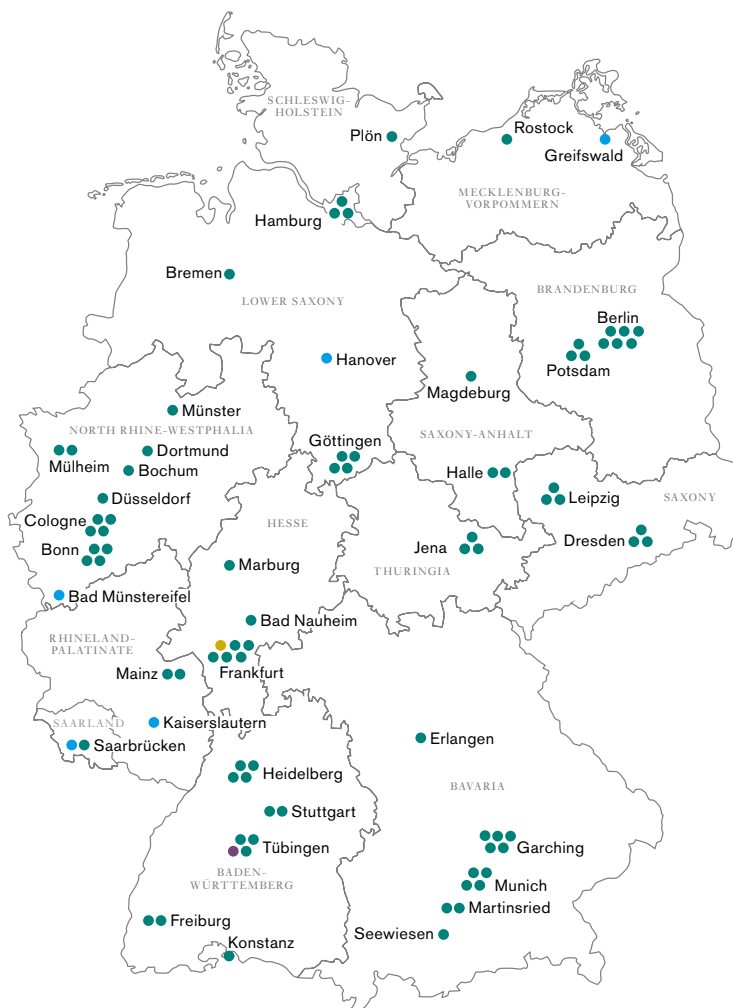 SCHLESWIG-
HOLSTEIN
Plön
Rostock
Greifswald
MECKLENBURG-
VORPOMMERN
Hamburg
Bremen
LOWER SAXONY
BRANDENBURG
Berlin
Potsdam
Hanover
Magdeburg
Münster
NORTH RHINE-WESTPHALIA
Dortmund
Mülheim
Bochum
Göttingen
SAXONY-ANHALT
Halle
Düsseldorf
Leipzig
SAXONY
Cologne
HESSE
Bonn
Jena
Dresden
Marburg
THURINGIA
Bad Münstereifel
Bad Nauheim
RHINELAND-
PALATINATE
Mainz
Frankfurt
SAARLAND
Kaiserslautern
Saarbrücken
Erlangen
Heidelberg
BAVARIA
Stuttgart
Tübingen
Garching
BADEN-
WÜRTTEMBERG
Munich
Martinsried
Freiburg
Seewiesen
Konstanz